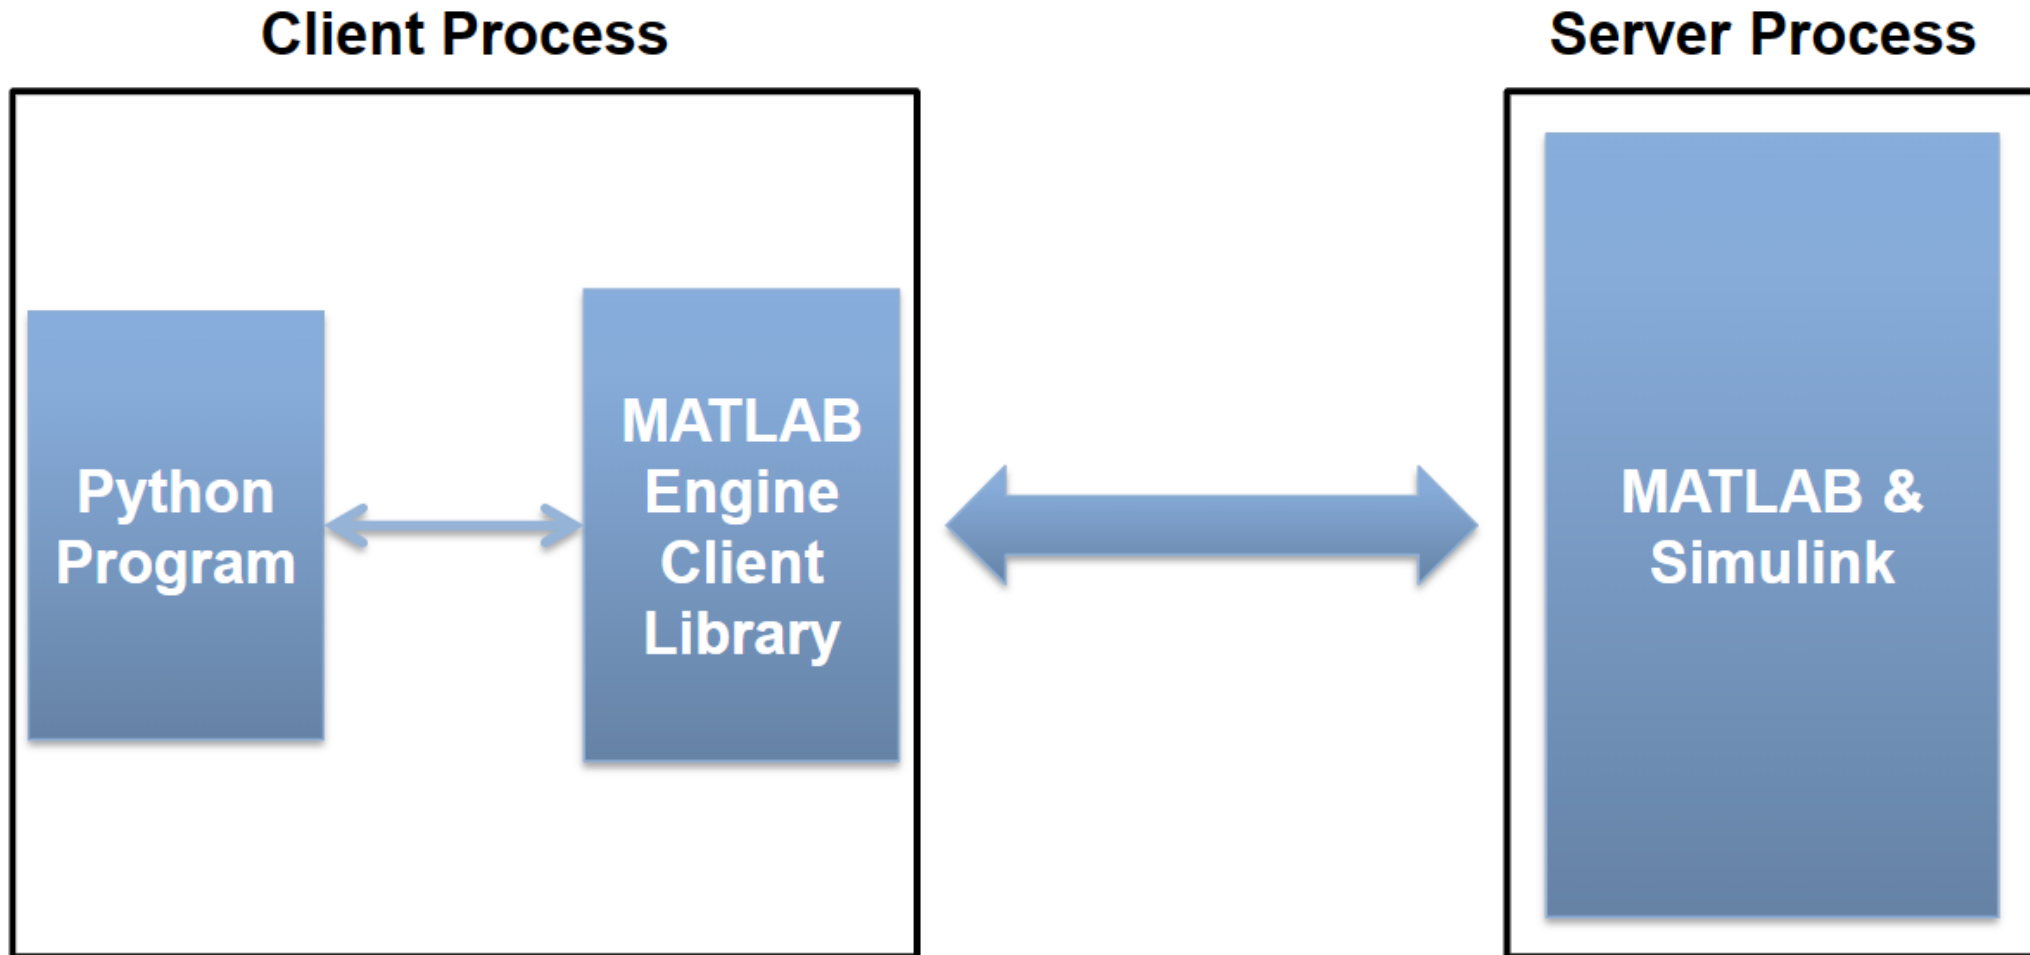 Client Process
Server Process
Python
Program
MATLAB
Engine
Client
Library
MATLAB &
Simulink